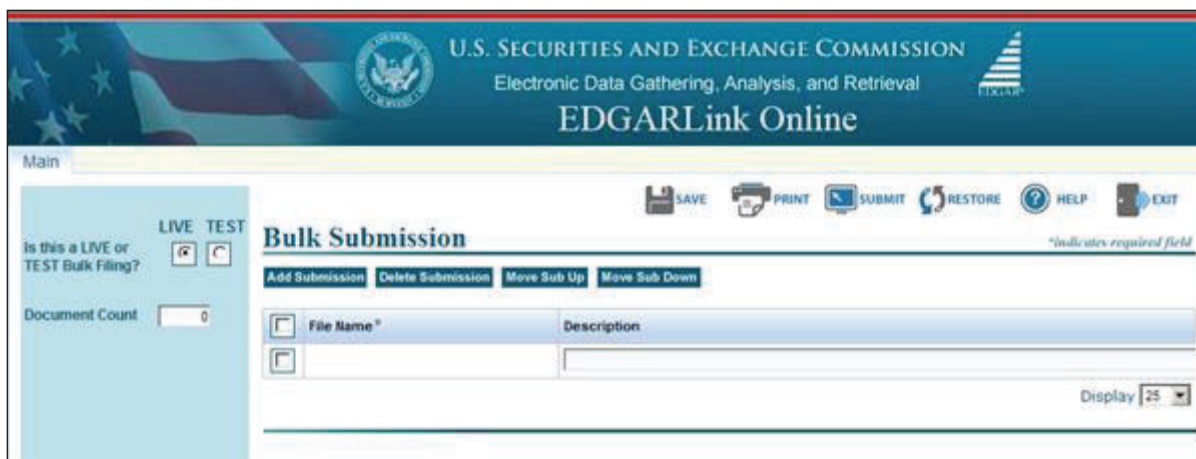 U.S. SECURITIES AND EXCHANGE COMMISSION
Electronic Data Gathering, Analysis, and Retrieval
EDGAR®
EDGARLink Online
Main
SAVE PRINT SUBMIT RESTORE HELP EXIT
LIVE TEST
Is this a LIVE or
TEST Bulk Filing?
Bulk Submission
*indicates required field
Add Submission Delete Submission Move Sub Up Move Sub Down
Document Count 0
File Name* Description
Display 25